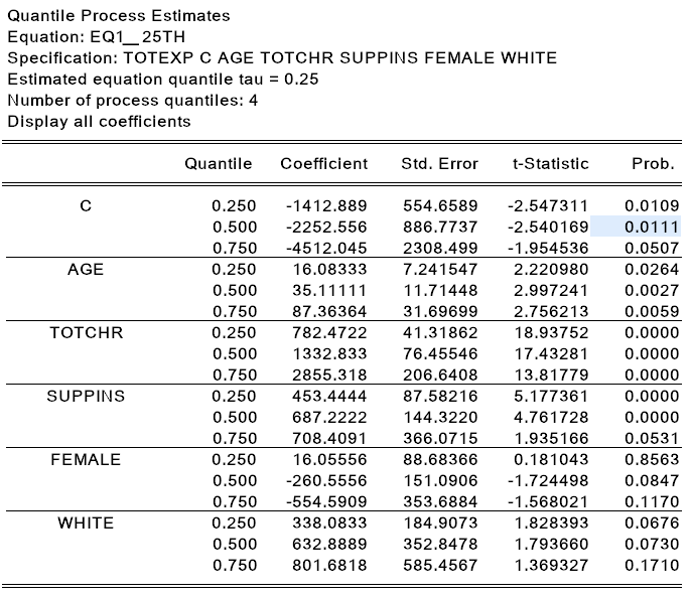 Quantile Process Estimates
Equation: EQ1__25TH
Specification: TOTEXP C AGE TOTCHR SUPPINS FEMALE WHITE
Estimated equation quantile tau = 0.25
Number of process quantiles: 4
Display all coefficients
Quantile Coefficient Std. Error t-Statistic Prob.
C 0.250 -1412.889 554.6589 -2.547311 0.0109
0.500 -2252.556 886.7737 -2.540169 0.0111
0.750 -4512.045 2308.499 -1.954536 0.0507
AGE 0.250 16.08333 7.241547 2.220980 0.0264
0.500 35.11111 11.71448 2.997241 0.0027
0.750 87.36364 31.69699 2.756213 0.0059
TOTCHR 0.250 782.4722 41.31862 18.93752 0.0000
0.500 1332.833 76.45546 17.43281 0.0000
0.750 2855.318 206.6408 13.81779 0.0000
SUPPINS 0.250 453.4444 87.58216 5.177361 0.0000
0.500 687.2222 144.3220 4.761728 0.0000
0.750 708.4091 366.0715 1.935166 0.0531
FEMALE 0.250 16.05556 88.68366 0.181043 0.8563
0.500 -260.5556 151.0906 -1.724498 0.0847
0.750 -554.5909 353.6884 -1.568021 0.1170
WHITE 0.250 338.0833 184.9073 1.828393 0.0676
0.500 632.8889 352.8478 1.793660 0.0730
0.750 801.6818 585.4567 1.369327 0.1710